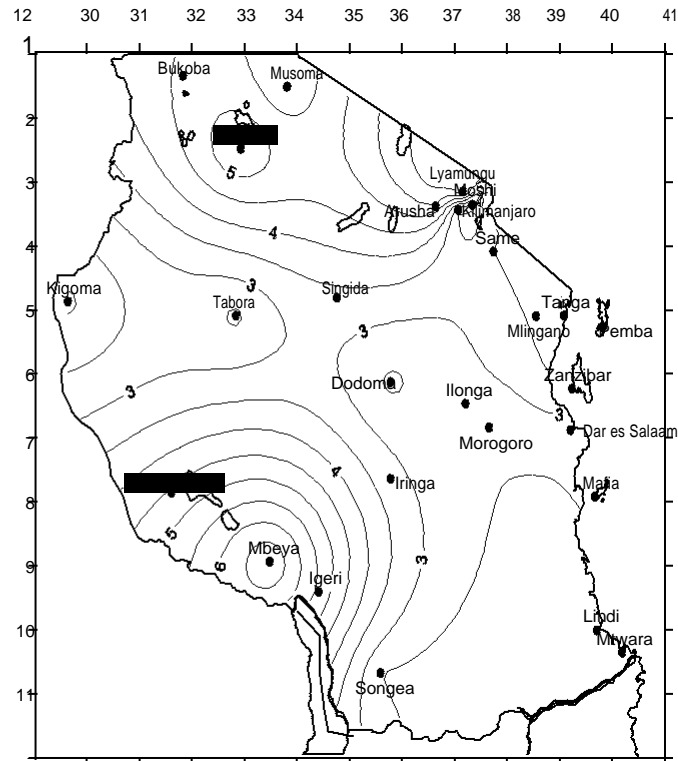 12 30 31 32 33 34 35 36 37 38 39 40 41
1
Bukoba
Musoma
2
5
3
Lyamungu
Moshi
Arusha
Kilimanjaro
4
4
Same
Kigoma
3
Tabora
Singida
5
Tanga
Mlingano
Pemba
3
6
Dodoma
Zanzibar
3
Ilonga
3
7
Morogoro
Dar es Salaam
4
Iringa
Mafia
8
5
Mbeya
3
9
6
Igeri
Lindi
10
Mtwara
Songea
11
12